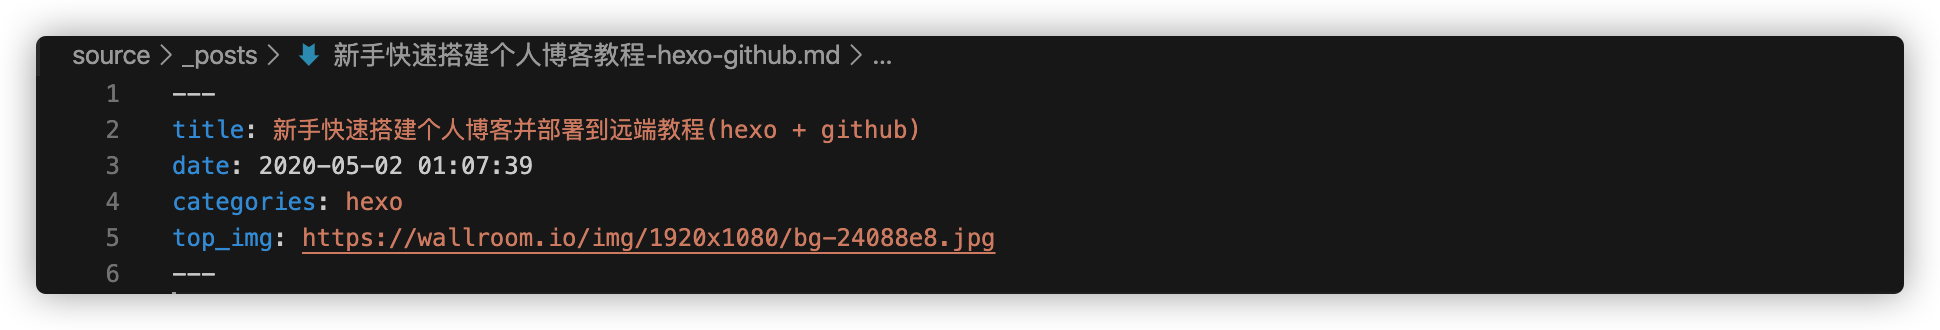 source > _posts > 新手快速搭建个人博客教程-hexo-github.md > ...
1 ---
2 title: 新手快速搭建个人博客并部署到远端教程(hexo + github)
3 date: 2020-05-02 01:07:39
4 categories: hexo
5 top_img: https://wallroom.io/img/1920x1080/bg-24088e8.jpg
6 ---